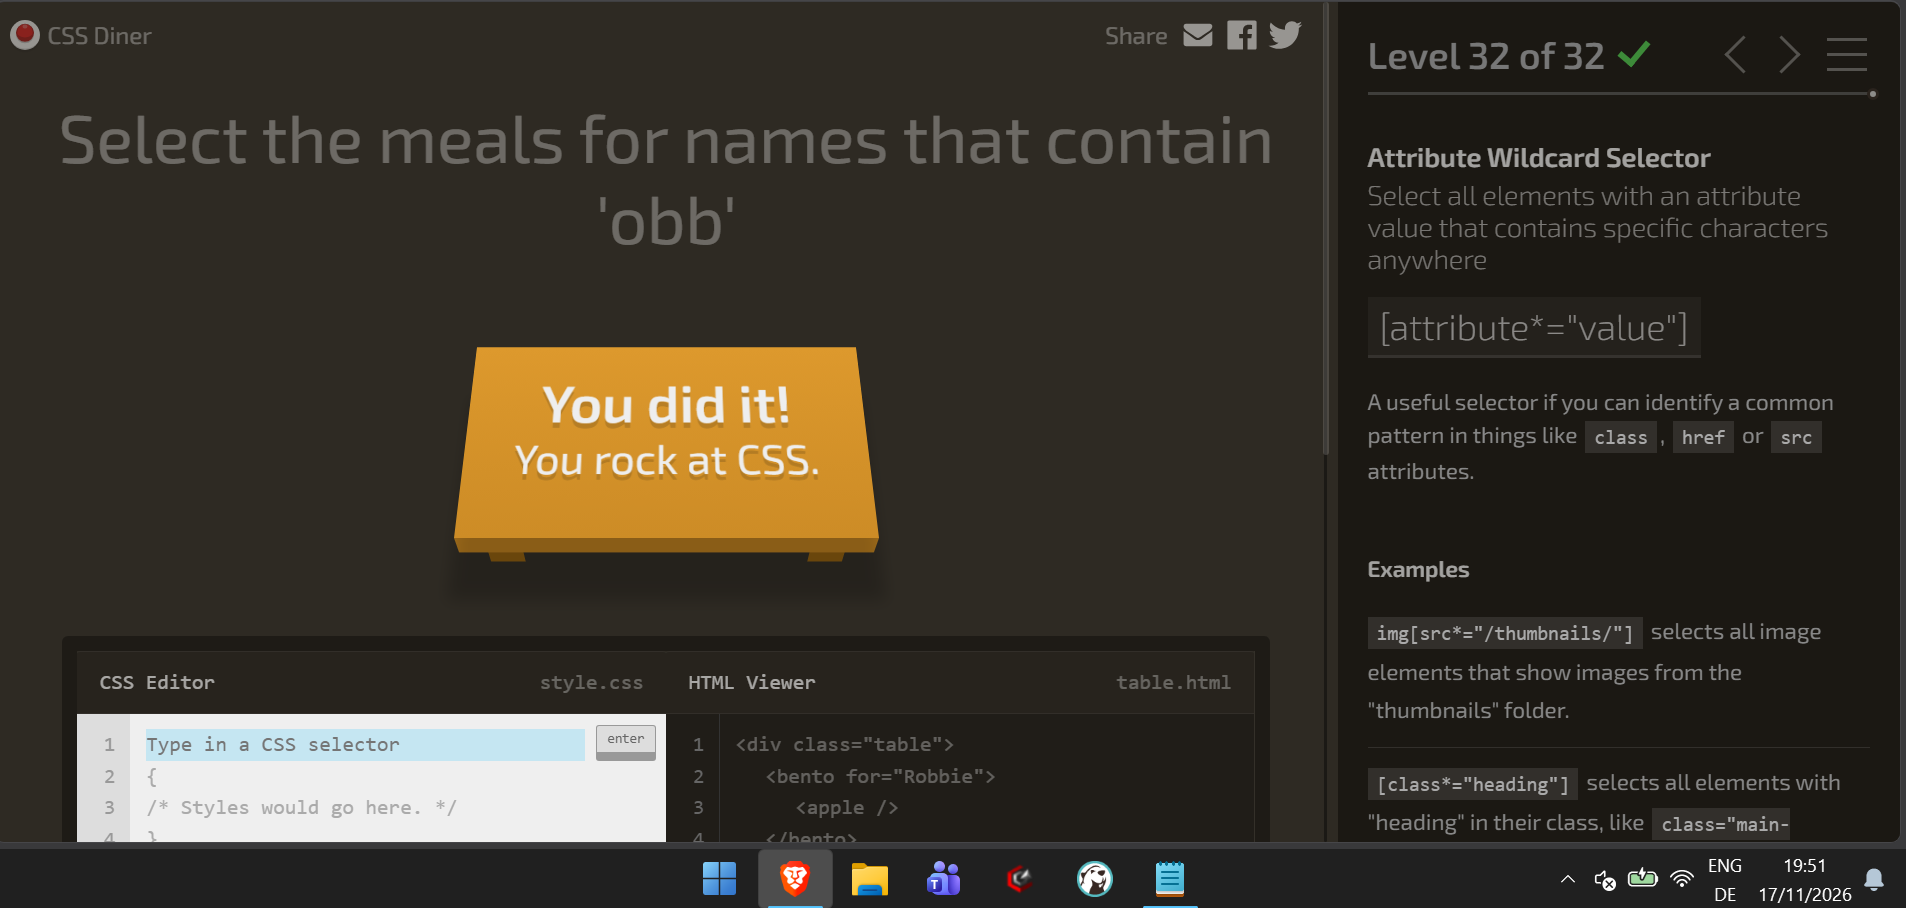 CSS Diner
Share
Select the meals for names that contain
'obb'
You did it!
You rock at CSS.
CSS Editor
style.css
HTML Viewer
table.html
1
Type in a CSS selector
enter
2
{
3
/* Styles would go here. */
4
}
1
<div class="table">
2
<bento for="Robbie">
3
<apple />
4
</bento>
Level 32 of 32
Attribute Wildcard Selector
Select all elements with an attribute
value that contains specific characters
anywhere
[attribute*="value"]
A useful selector if you can identify a common
pattern in things like class , href or src
attributes.
Examples
img[src*="/thumbnails/"] selects all image
elements that show images from the
"thumbnails" folder.
[class*="heading"] selects all elements with
"heading" in their class, like class="main-
ENG
DE
19:51
17/11/2026